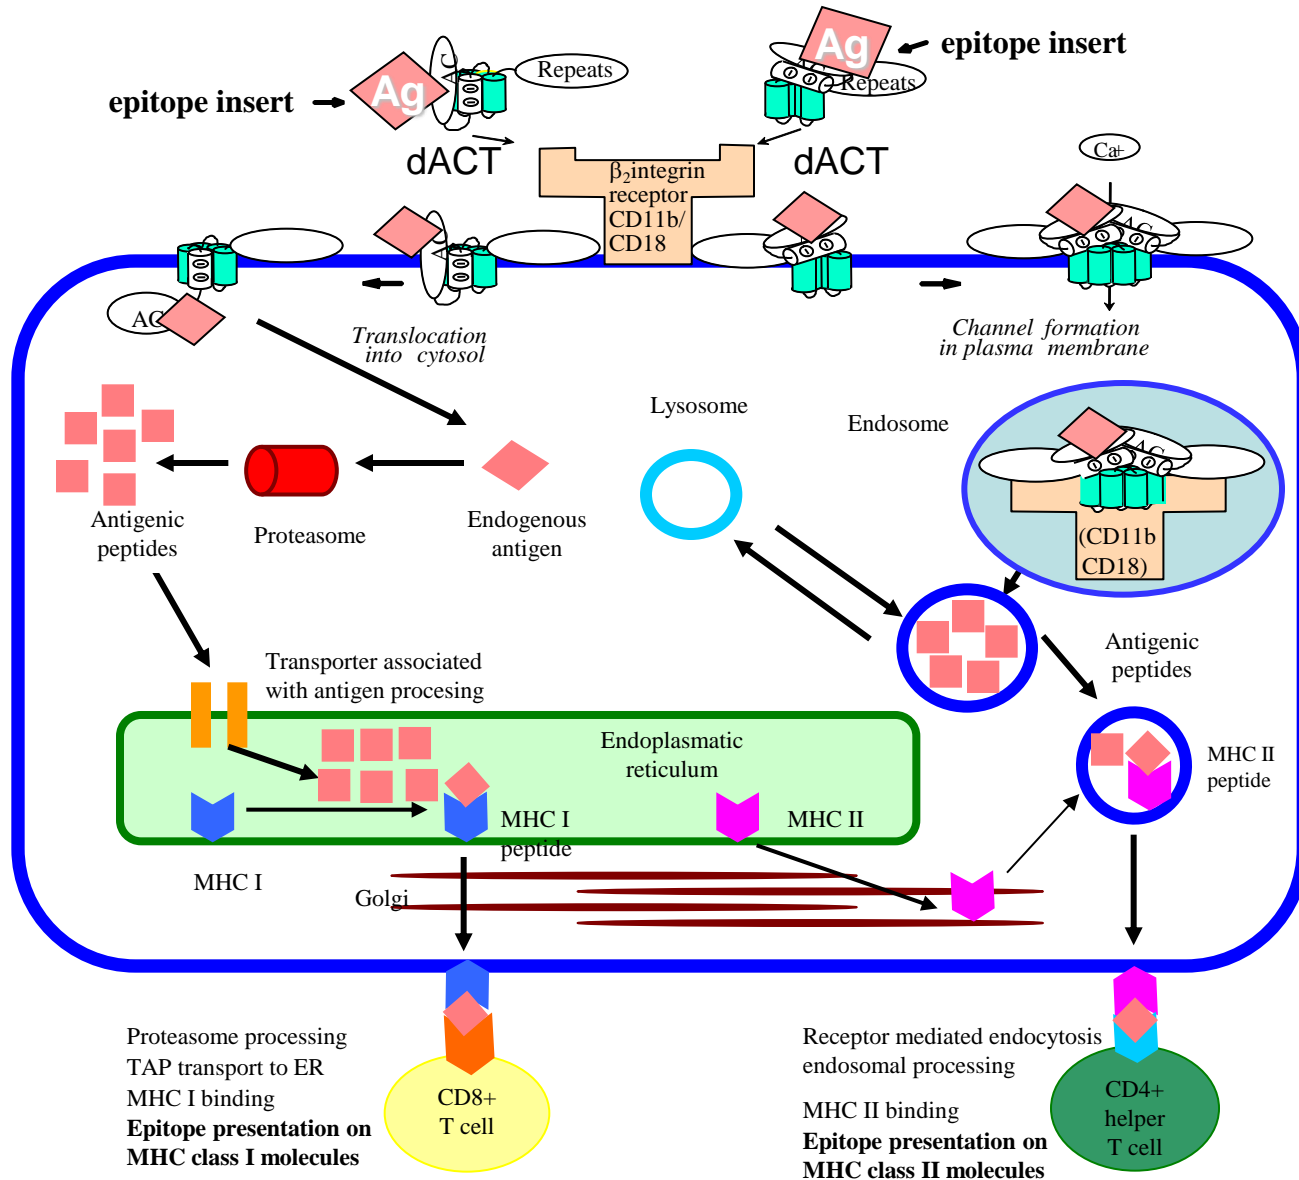 epitope insert
Ag
AC
Repeats
Ag
Repeats
epitope insert
dACT
dACT
β₂integrin
receptor
CD11b/
CD18
Ca+
AC
AC
AC
Translocation
into cytosol
Channel formation
in plasma membrane
Lysosome
Endosome
AC
(CD11b
CD18)
Antigenic
peptides
Proteasome
Endogenous
antigen
Antigenic
peptides
Transporter associated
with antigen procesing
Endoplasmatic
reticulum
MHC I
peptide
MHC II
MHC II
peptide
MHC I
Golgi
Proteasome processing
TAP transport to ER
MHC I binding
Epitope presentation on
MHC class I molecules
CD8+
T cell
Receptor mediated endocytosis
endosomal processing
MHC II binding
Epitope presentation on
MHC class II molecules
CD4+
helper
T cell